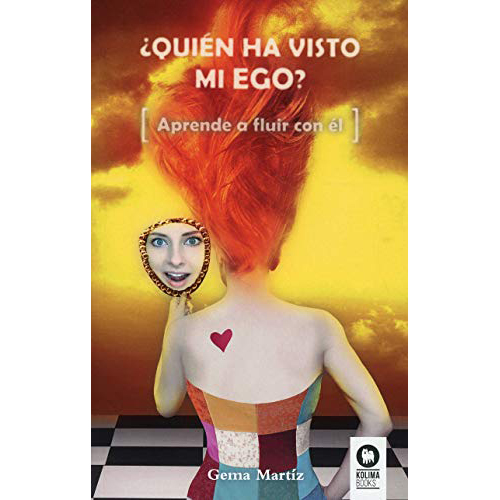 ¿QUIÉN HA VISTO
MI EGO?
[ Aprende a fluir con él ]
Gema Martíz
KOLIMA
BOOKS